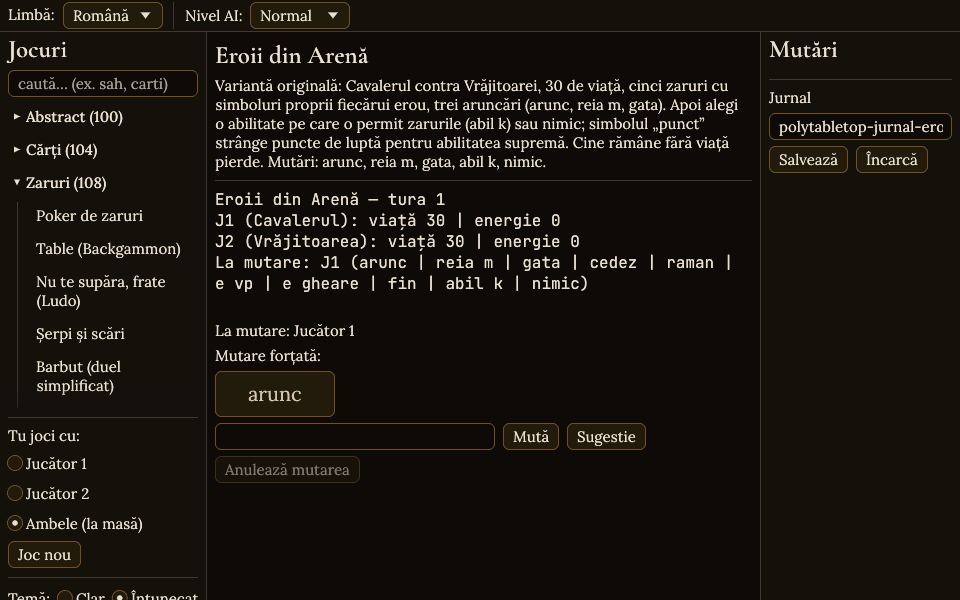 Limbă: Română ▼ Nivel AI: Normal ▼
Jocuri
caută... (ex. sah, carti)
▸ Abstract (100)
▸ Cărți (104)
▾ Zaruri (108)
Poker de zaruri
Table (Backgammon)
Nu te supăra, frate
(Ludo)
Șerpi și scări
Barbut (duel
simplificat)
Tu joci cu:
Jucător 1
Jucător 2
Ambele (la masă)
Joc nou
Temă: Clar Întunecat
Eroii din Arenă
Variantă originală: Cavalerul contra Vrăjitoarei, 30 de viață, cinci zaruri cu
simboluri proprii fiecărui erou, trei aruncări (arunc, reia m, gata). Apoi alegi
o abilitate pe care o permit zarurile (abil k) sau nimic; simbolul „punct”
strânge puncte de luptă pentru abilitatea supremă. Cine rămâne fără viață
pierde. Mutări: arunc, reia m, gata, abil k, nimic.
Eroii din Arenă — tura 1
J1 (Cavalerul): viață 30 | energie 0
J2 (Vrăjitoarea): viață 30 | energie 0
La mutare: J1 (arunc | reia m | gata | cedez | raman |
e vp | e gheare | fin | abil k | nimic)
La mutare: Jucător 1
Mutare forțată:
arunc
Mută Sugestie
Anulează mutarea
Mutări
Jurnal
polytabletop-jurnal-erc
Salvează Încarcă